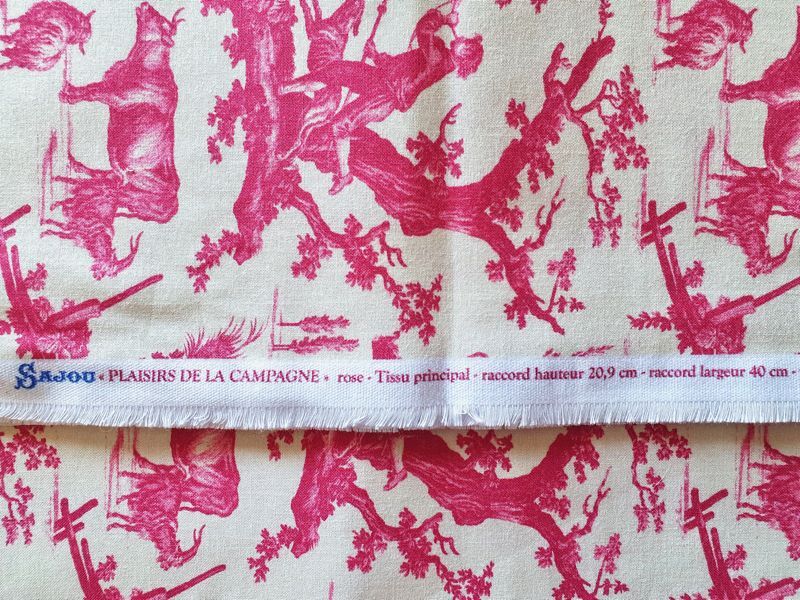 SAJOU « PLAISIRS DE LA CAMPAGNE » rose - Tissu principal - raccord hauteur 20,9 cm - raccord largeur 40 cm -